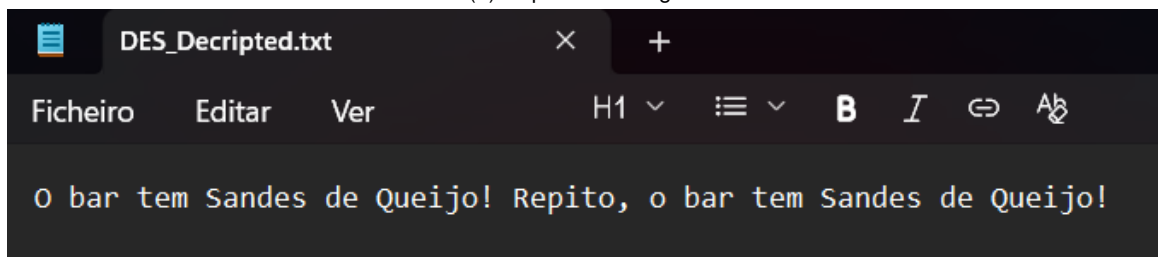 DES_Decripted.txt
Ficheiro Editar Ver H1 B I
O bar tem Sandes de Queijo! Repito, o bar tem Sandes de Queijo!